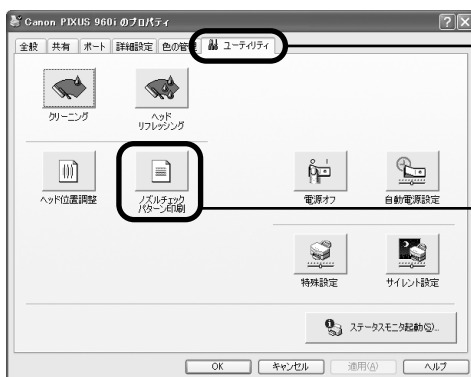 Canon PIXUS 960i のプロパティ
全般 共有 ポート 詳細設定 色の管理 ユーティリティ
クリーニング
ヘッド
リフレッシング
ヘッド位置調整
ノズルチェック
パターン印刷
電源オフ
自動電源設定
特殊設定
サイレント設定
ステータスモニタ起動(S)...
OK キャンセル 適用(A) ヘルプ